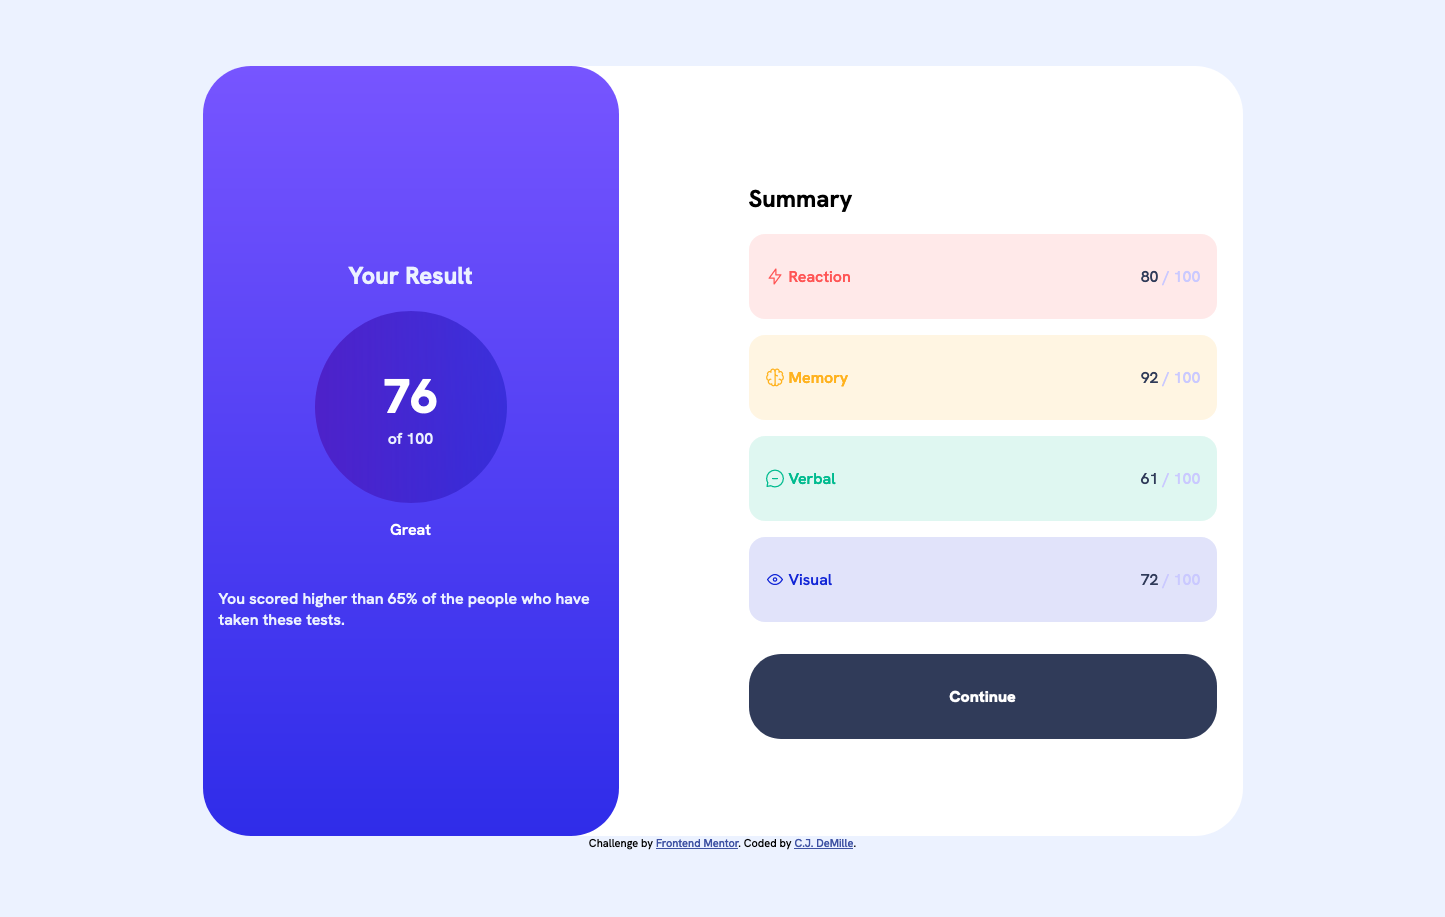 Your Result
76
of 100
Great
You scored higher than 65% of the people who have
taken these tests.
Summary
Reaction 80 / 100
Memory 92 / 100
Verbal 61 / 100
Visual 72 / 100
Continue
Challenge by Frontend Mentor. Coded by C.J. DeMille.